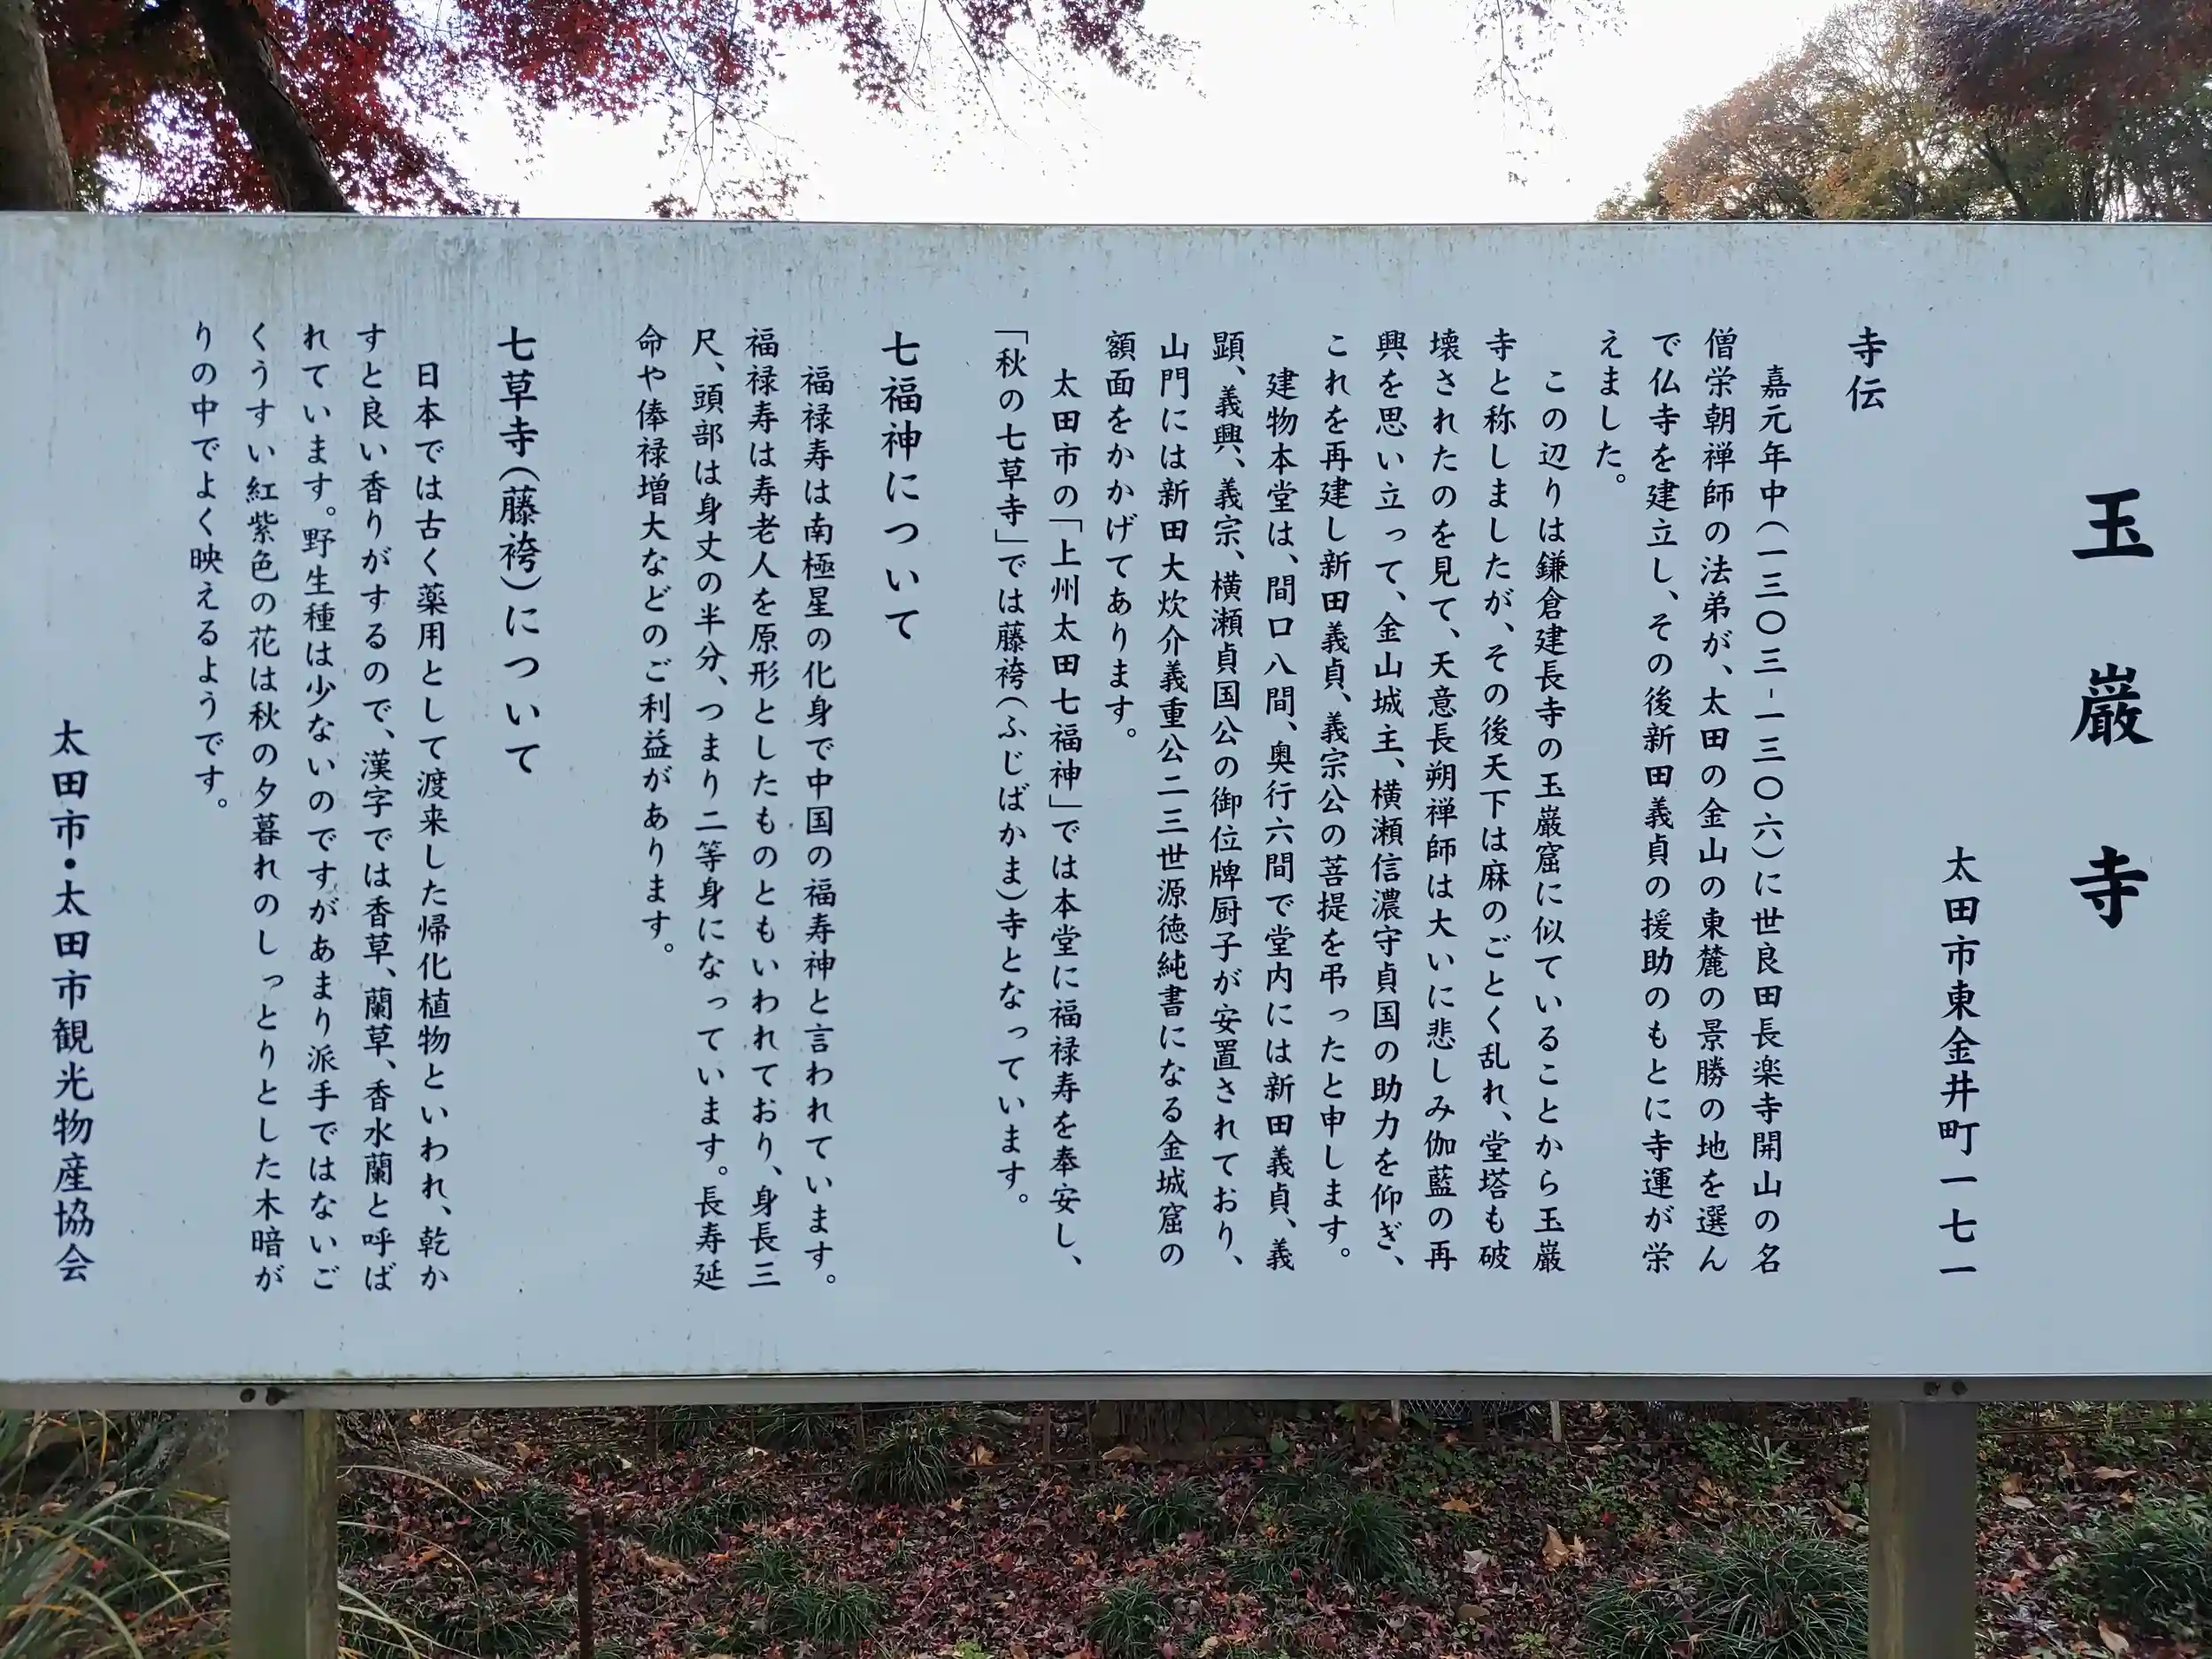 玉巌寺
太田市東金井町一七一
寺伝
嘉元年中(一三〇三-一三〇六)に世良田長楽寺開山の名
僧栄朝禅師の法弟が、太田の金山の東麓の景勝の地を選ん
で仏寺を建立し、その後新田義貞の援助のもとに寺運が栄
えました。
この辺りは鎌倉建長寺の玉巌窟に似ていることから玉巌
寺と称しましたが、その後天下は麻のごとく乱れ、堂塔も破
壊されたのを見て、天意長朔禅師は大いに悲しみ伽藍の再
興を思い立って、金山城主、横瀬信濃守貞国の助力を仰ぎ、
これを再建し新田義貞、義宗公の菩提を弔ったと申します。
建物本堂は、間口八間、奥行六間で堂内には新田義貞、義
顕、義興、義宗、横瀬貞国公の御位牌厨子が安置されており、
山門には新田大炊介義重公二三世源徳純書になる金城窟の
額面をかかげてあります。
太田市の「上州太田七福神」では本堂に福禄寿を奉安し、
「秋の七草寺」では藤袴(ふじばかま)寺となっています。
七福神について
福禄寿は南極星の化身で中国の福寿神と言われています。
福禄寿は寿老人を原形としたものともいわれており、身長三
尺、頭部は身丈の半分、つまり二等身になっています。長寿延
命や俸禄増大などのご利益があります。
七草寺(藤袴)について
日本では古く薬用として渡来した帰化植物といわれ、乾か
すと良い香りがするので、漢字では香草、蘭草、香水蘭と呼ば
れています。野生種は少ないのですがあまり派手ではないご
くうすい紅紫色の花は秋の夕暮れのしっとりとした木暗が
りの中でよく映えるようです。
太田市・太田市観光物産協会